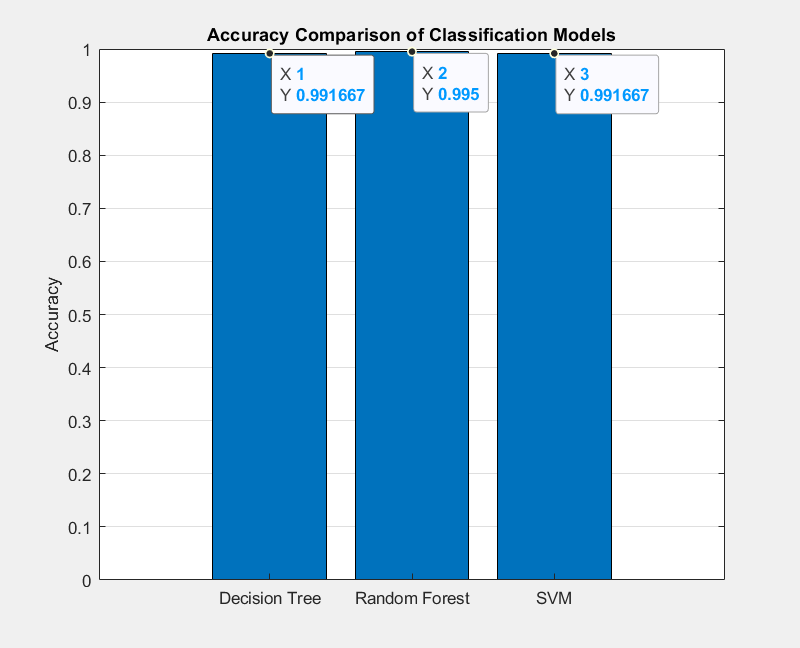 Accuracy Comparison of Classification Models
1
X 1
Y 0.991667
X 2
Y 0.995
X 3
Y 0.991667
0.9
0.8
0.7
0.6
0.5
0.4
0.3
0.2
0.1
0
Accuracy
Decision Tree
Random Forest
SVM